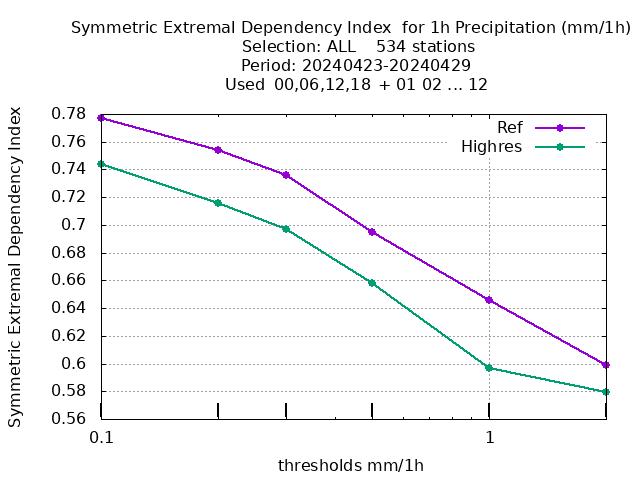 Symmetric Extremal Dependency Index  for 1h Precipitation (mm/1h)
Selection: ALL    534 stations
Period: 20240423-20240429
Used  00,06,12,18 + 01 02 ... 12
Symmetric Extremal Dependency Index
0.78
0.76
0.74
0.72
0.7
0.68
0.66
0.64
0.62
0.6
0.58
0.56
Ref
Highres
0.1
1
thresholds mm/1h